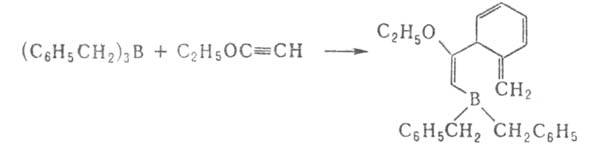 (C₆H₅CH₂)₃B + C₂H₅OC≡CH ⟶
C₂H₅O
CH₂
B
C₆H₅CH₂ CH₂C₆H₅